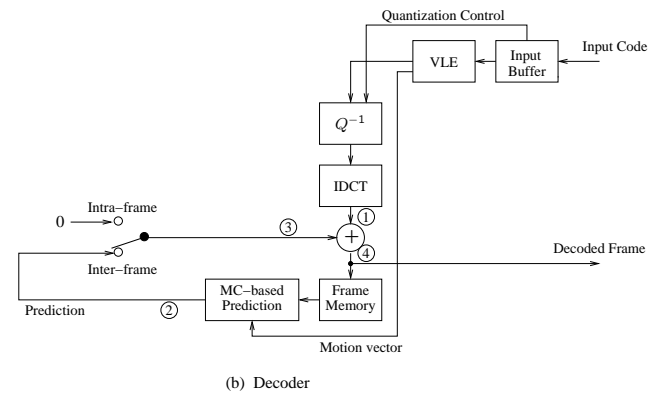 Quantization Control
Input Code
VLE
Input
Buffer
Q⁻¹
IDCT
Intra−frame
0
①
③
+
④
Decoded Frame
Inter−frame
MC−based
Prediction
Frame
Memory
Prediction
②
Motion vector
(b) Decoder